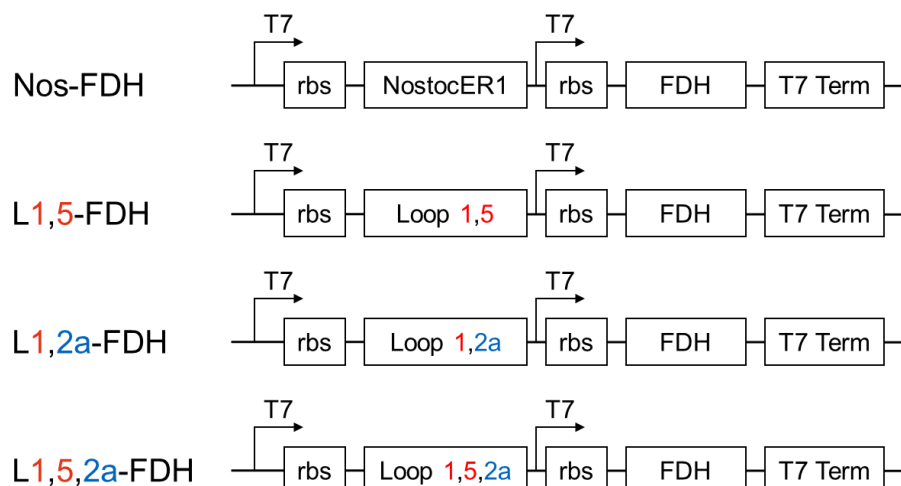 T7 T7
Nos-FDH rbs NostocER1 rbs FDH T7 Term
T7 T7
L1,5-FDH rbs Loop 1,5 rbs FDH T7 Term
T7 T7
L1,2a-FDH rbs Loop 1,2a rbs FDH T7 Term
T7 T7
L1,5,2a-FDH rbs Loop 1,5,2a rbs FDH T7 Term